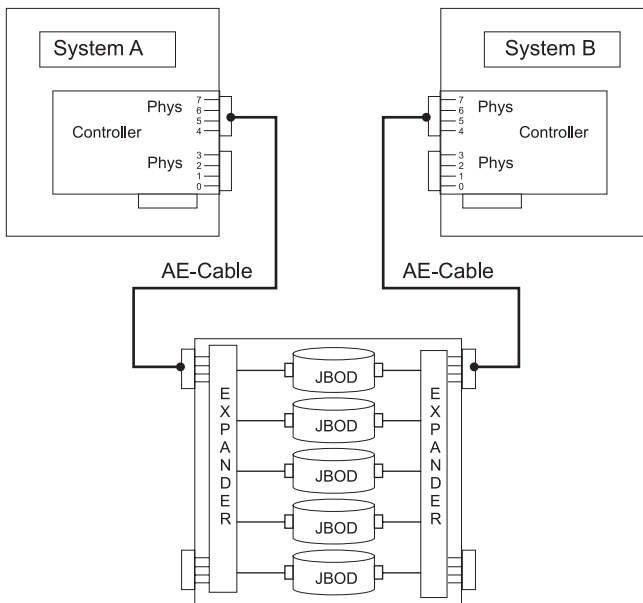 System A
System B
Phys
7
6
5
4
Controller
Phys
3
2
1
0
7
6
5
4
Phys
Controller
3
2
1
0
Phys
AE-Cable
AE-Cable
EXPANDER
JBOD
JBOD
JBOD
JBOD
JBOD
EXPANDER